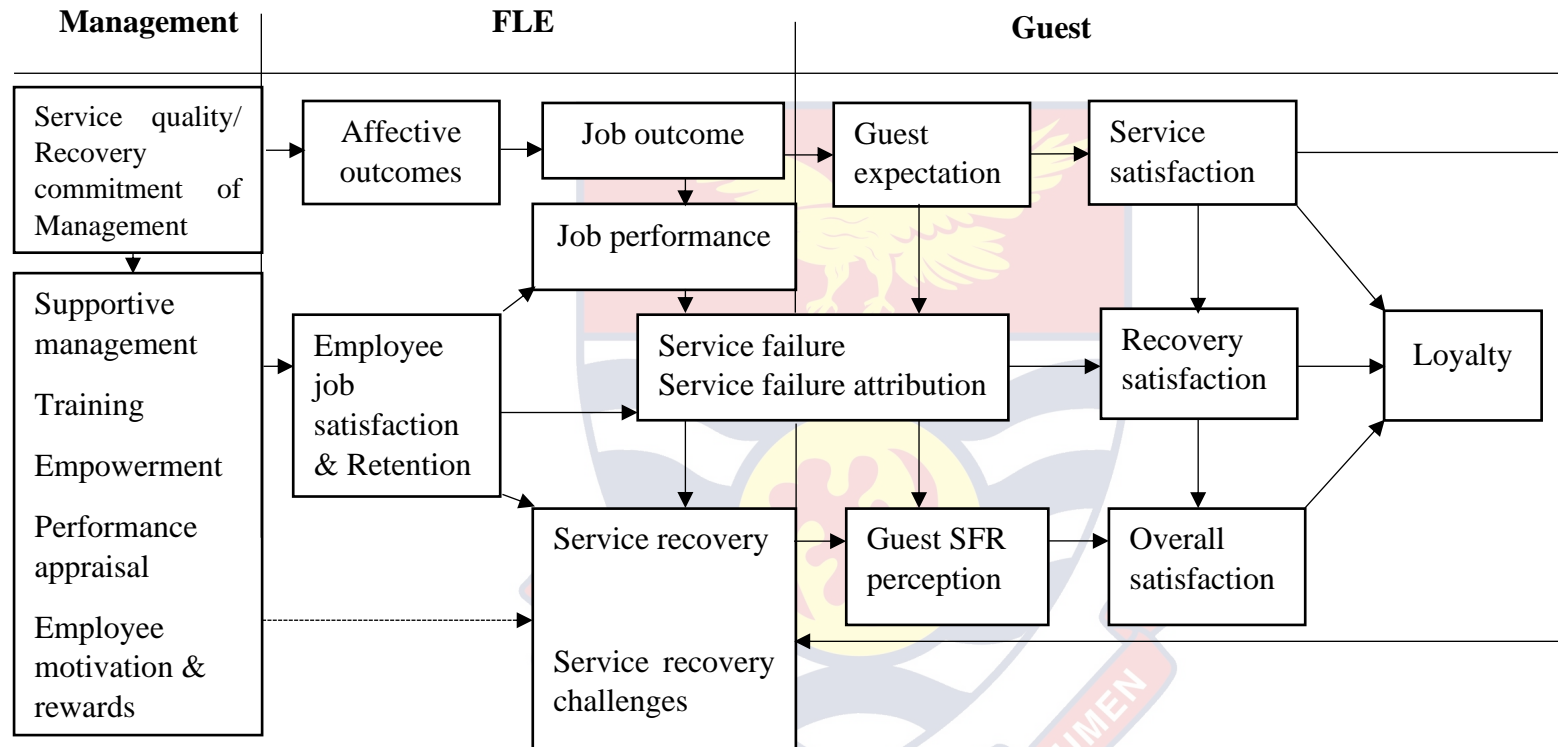 Management
FLE
Guest
Service quality/
Recovery
commitment of
Management
Affective
outcomes
Job outcome
Guest
expectation
Service
satisfaction
Job performance
Supportive
management
Training
Empowerment
Performance
appraisal
Employee
motivation &
rewards
Employee
job
satisfaction
& Retention
Service failure
Service failure attribution
Recovery
satisfaction
Loyalty
Service recovery
Service recovery
challenges
Guest SFR
perception
Overall
satisfaction
UMEN